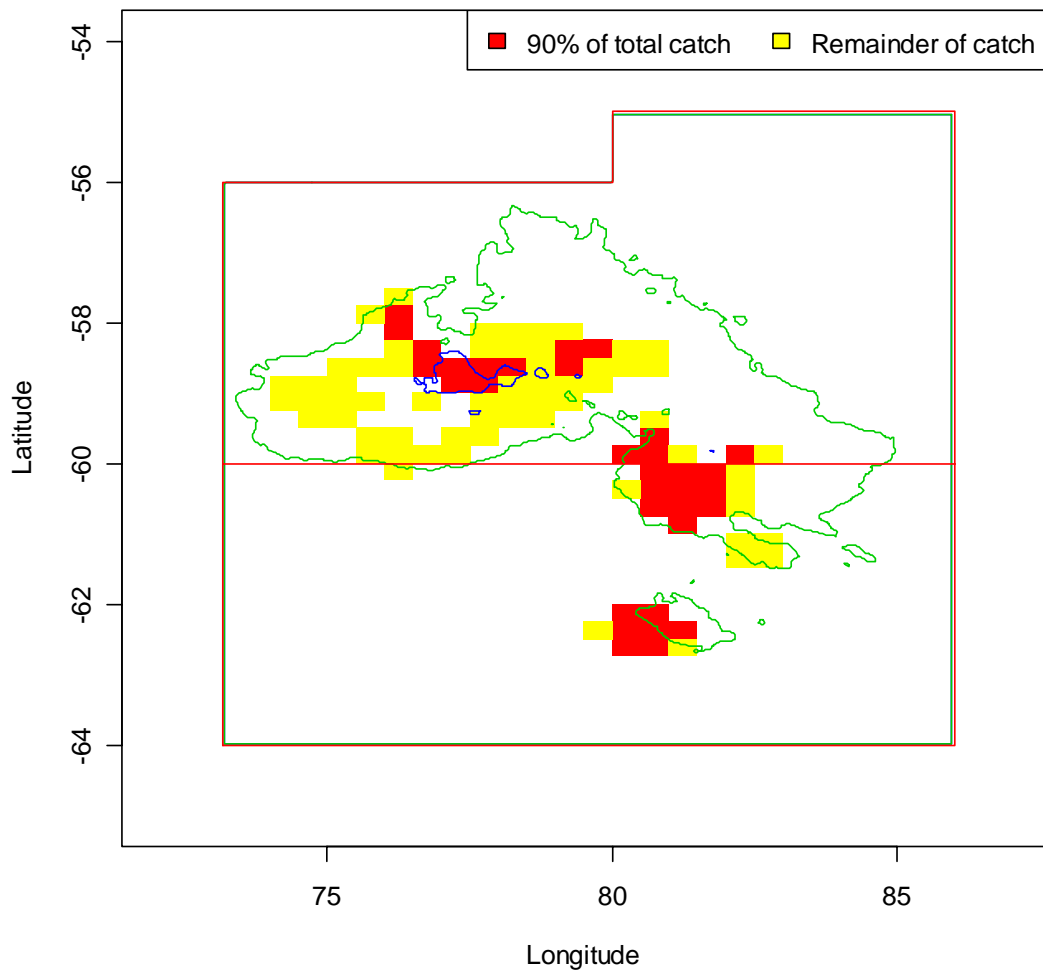 90% of total catch
Remainder of catch
-54
-56
-58
-60
-62
-64
Latitude
75
80
85
Longitude